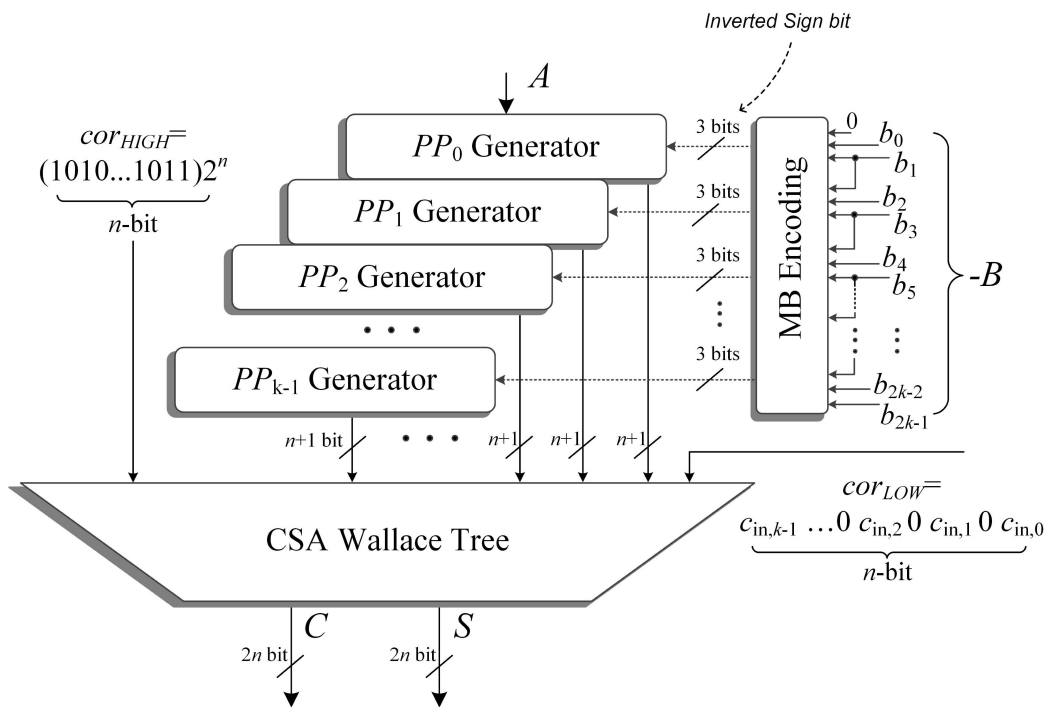 Inverted Sign bit
A
cor_HIGH=
(1010...1011)2^n
n-bit
PP_0 Generator
3 bits
0
b_0
b_1
PP_1 Generator
3 bits
b_2
b_3
PP_2 Generator
3 bits
b_4
b_5
MB Encoding
-B
PP_k-1 Generator
3 bits
b_2k-2
b_2k-1
n+1 bit
n+1
n+1
n+1
CSA Wallace Tree
cor_LOW=
c_in,k-1 ...0 c_in,2 0 c_in,1 0 c_in,0
n-bit
C
S
2n bit
2n bit